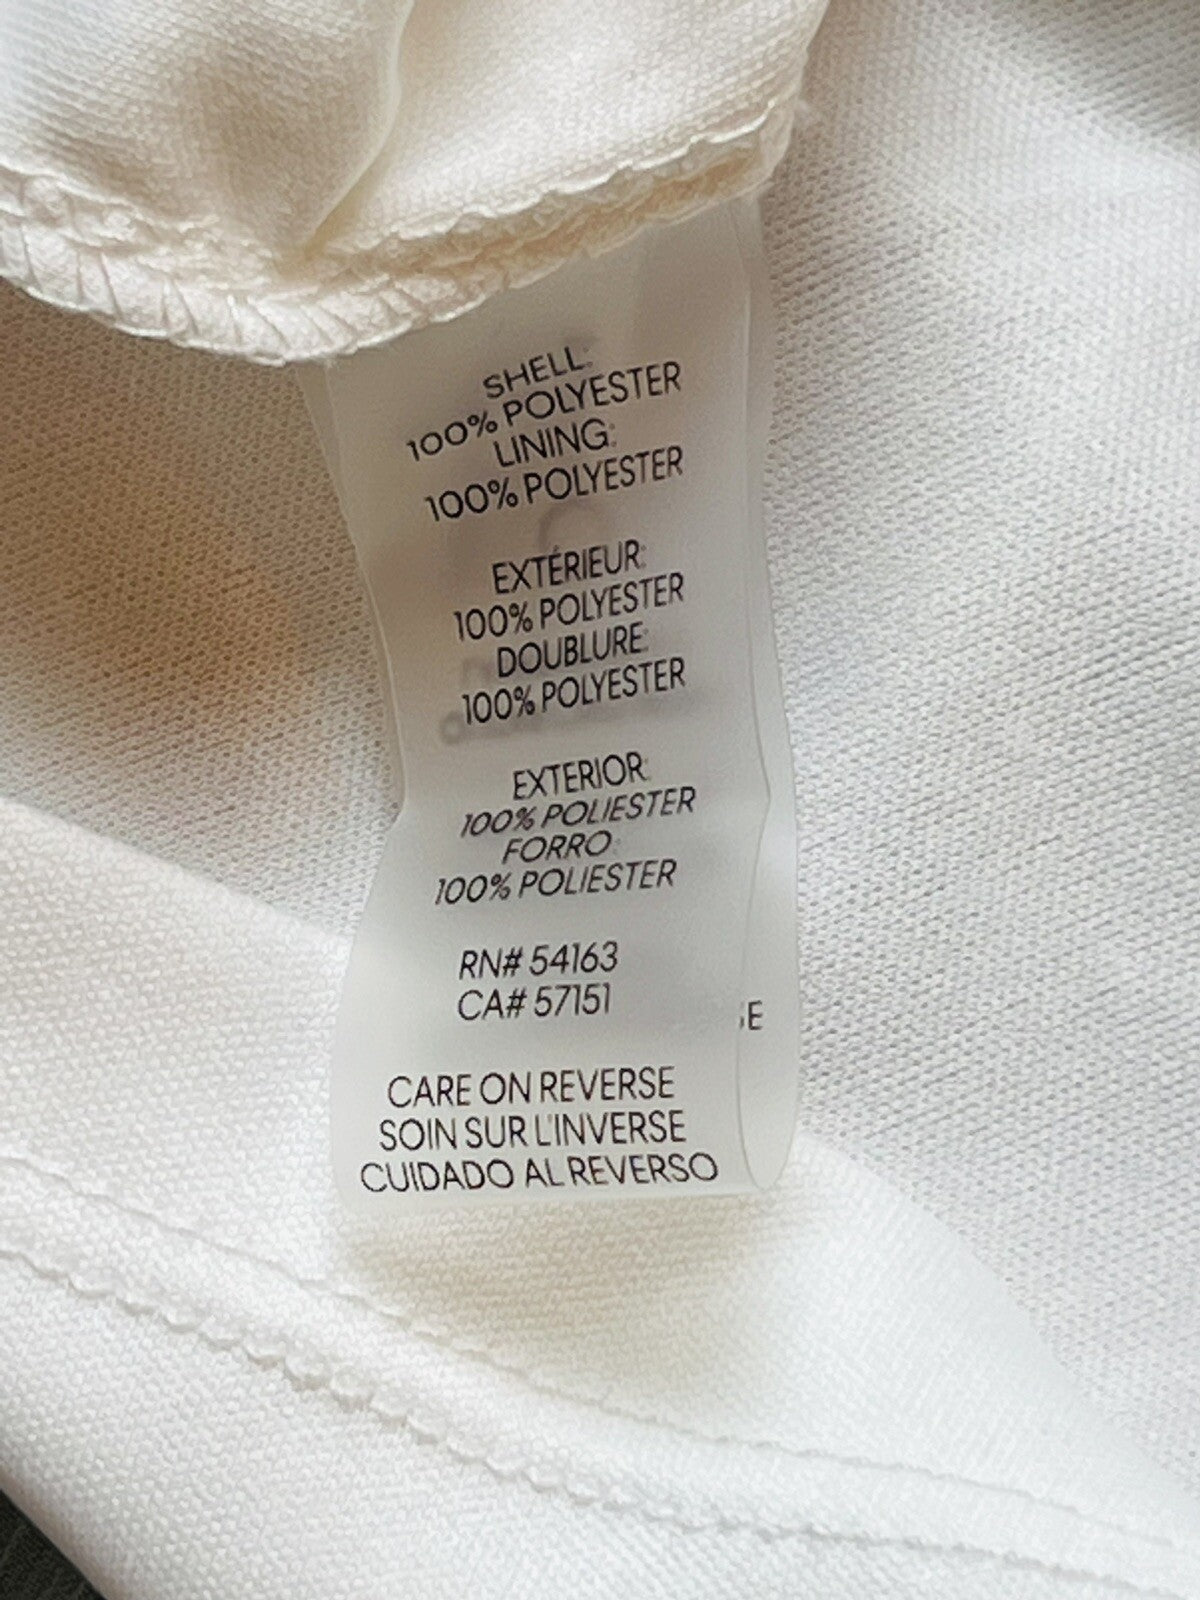 SHELL:
100% POLYESTER
LINING:
100% POLYESTER
EXTÉRIEUR:
100% POLYESTER
DOUBLURE:
100% POLYESTER
EXTERIOR:
100% POLIESTER
FORRO:
100% POLIESTER
RN# 54163
CA# 57151
CARE ON REVERSE
SOIN SUR L'INVERSE
CUIDADO AL REVERSO